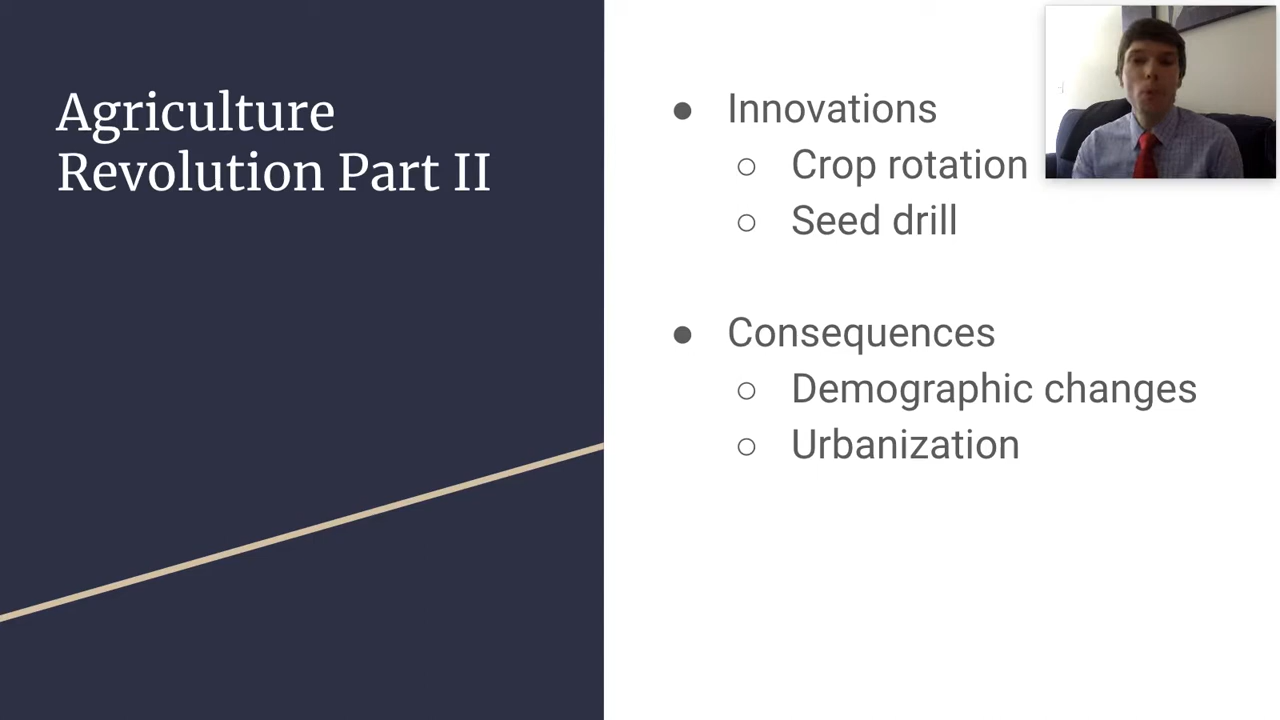 Agriculture
Revolution Part II
● Innovations
○ Crop rotation
○ Seed drill
● Consequences
○ Demographic changes
○ Urbanization